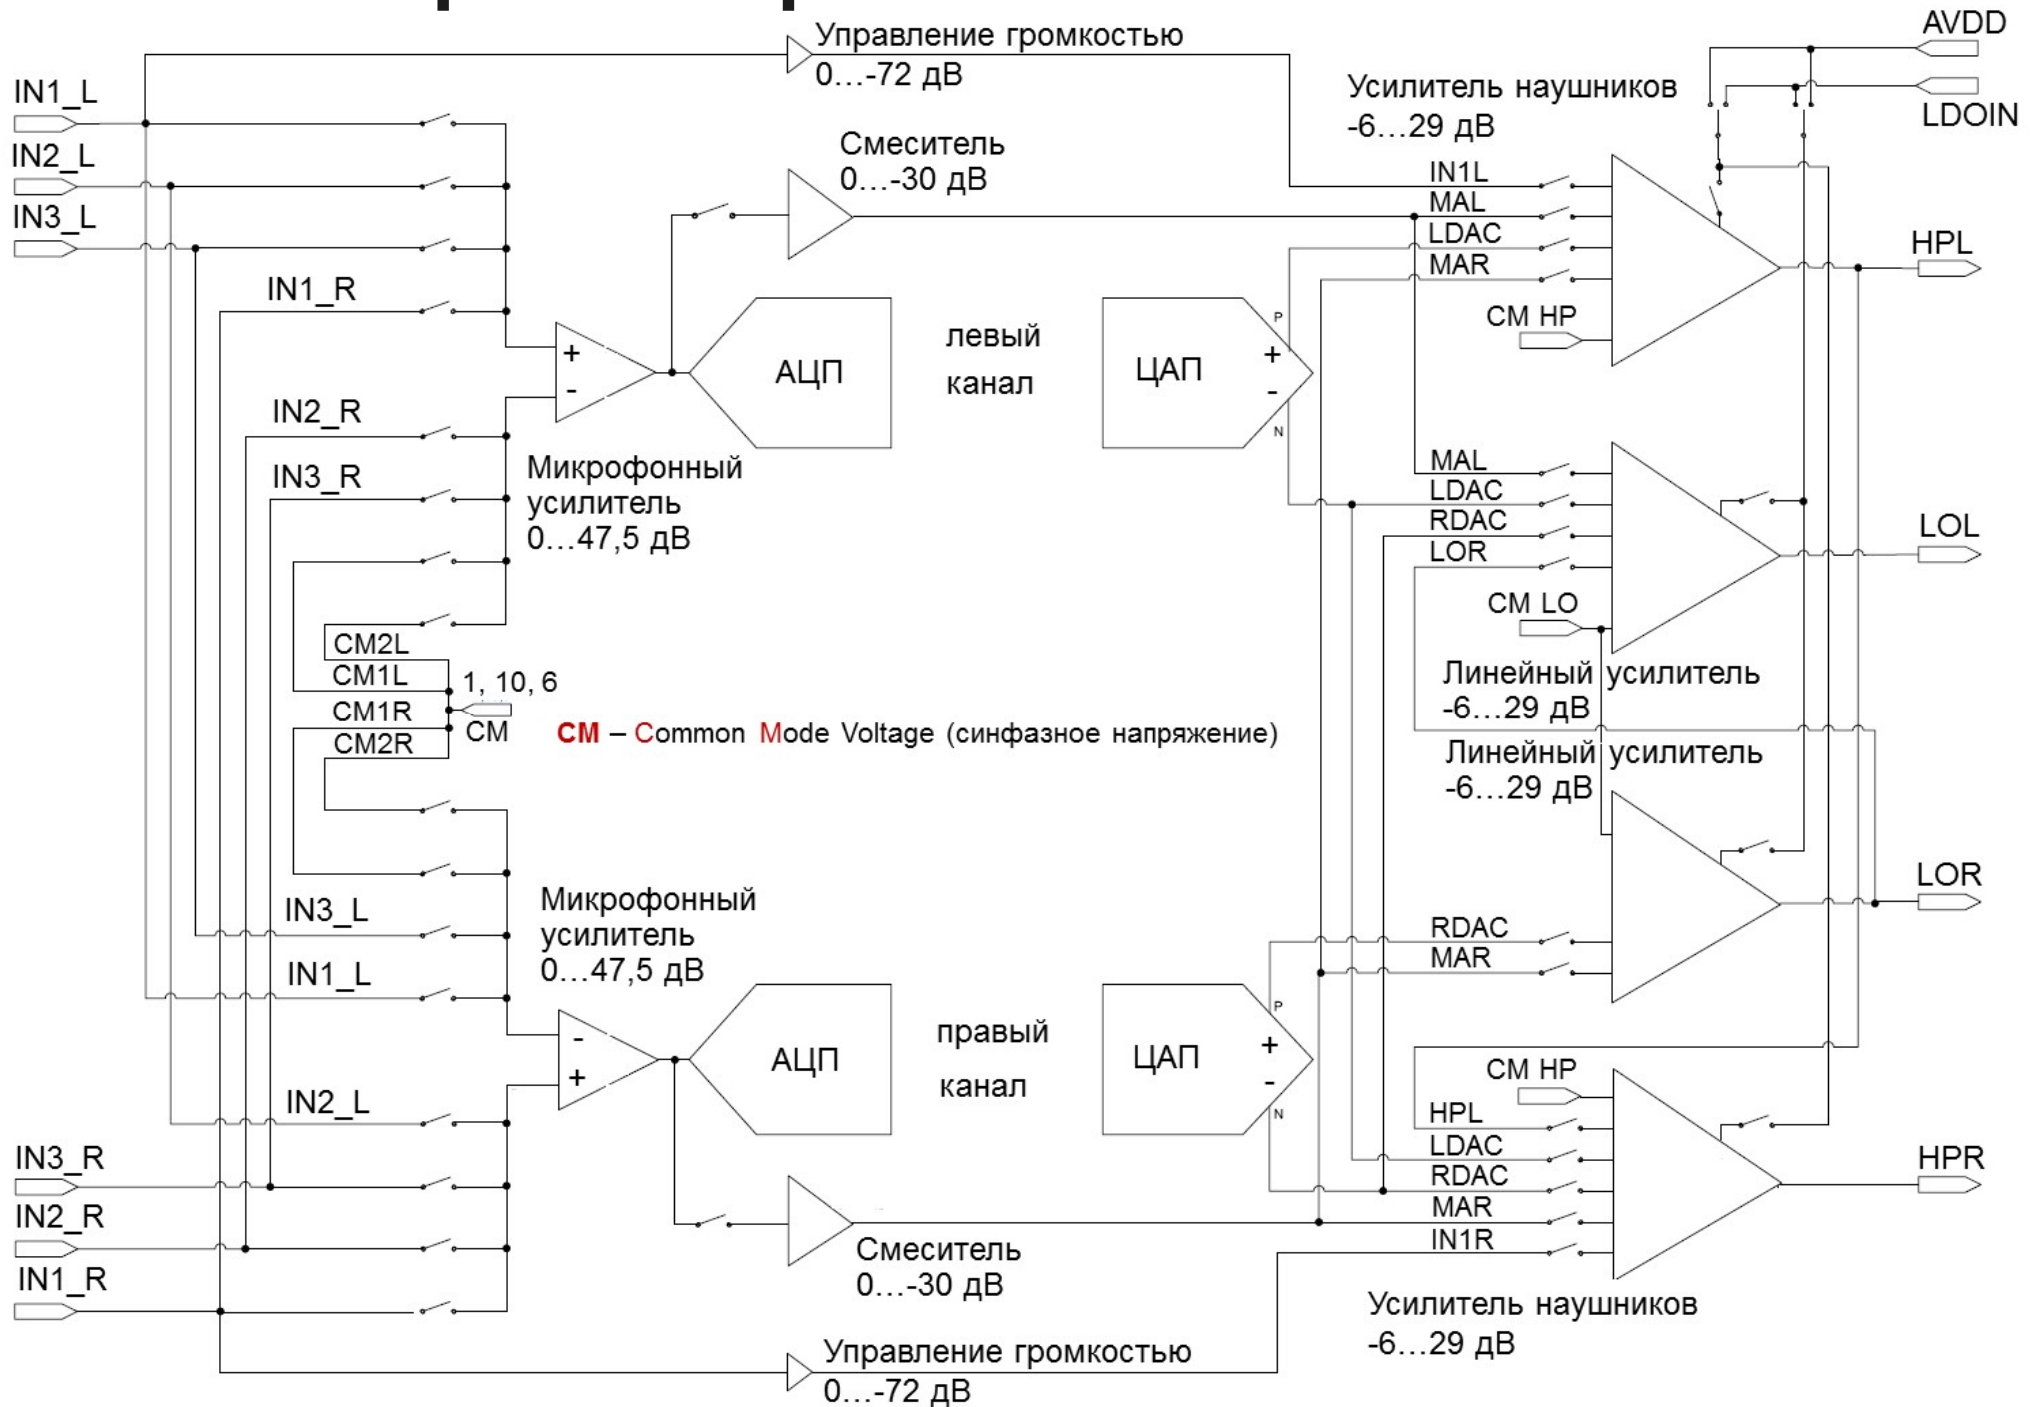 Управление громкостью
0...-72 дВ
AVDD
LDOIN
IN1_L
IN2_L
IN3_L
IN1_R
Смеситель
0...-30 дВ
Усилитель наушников
-6...29 дВ
IN1L
MAL
LDAC
MAR
CM HP
HPL
+
-
АЦП
левый
канал
P
ЦАП
+
-
N
IN2_R
IN3_R
Микрофонный
усилитель
0...47,5 дВ
MAL
LDAC
RDAC
LOR
CM LO
LOL
CM2L
CM1L
CM1R
CM2R
1, 10, 6
CM
CM – Common Mode Voltage (синфазное напряжение)
Линейный усилитель
-6...29 дВ
Линейный усилитель
-6...29 дВ
IN3_L
IN1_L
Микрофонный
усилитель
0...47,5 дВ
RDAC
MAR
LOR
-
+
АЦП
правый
канал
P
ЦАП
+
-
N
IN2_L
IN3_R
IN2_R
IN1_R
CM HP
HPL
LDAC
RDAC
MAR
IN1R
HPR
Смеситель
0...-30 дВ
Усилитель наушников
-6...29 дВ
Управление громкостью
0...-72 дВ